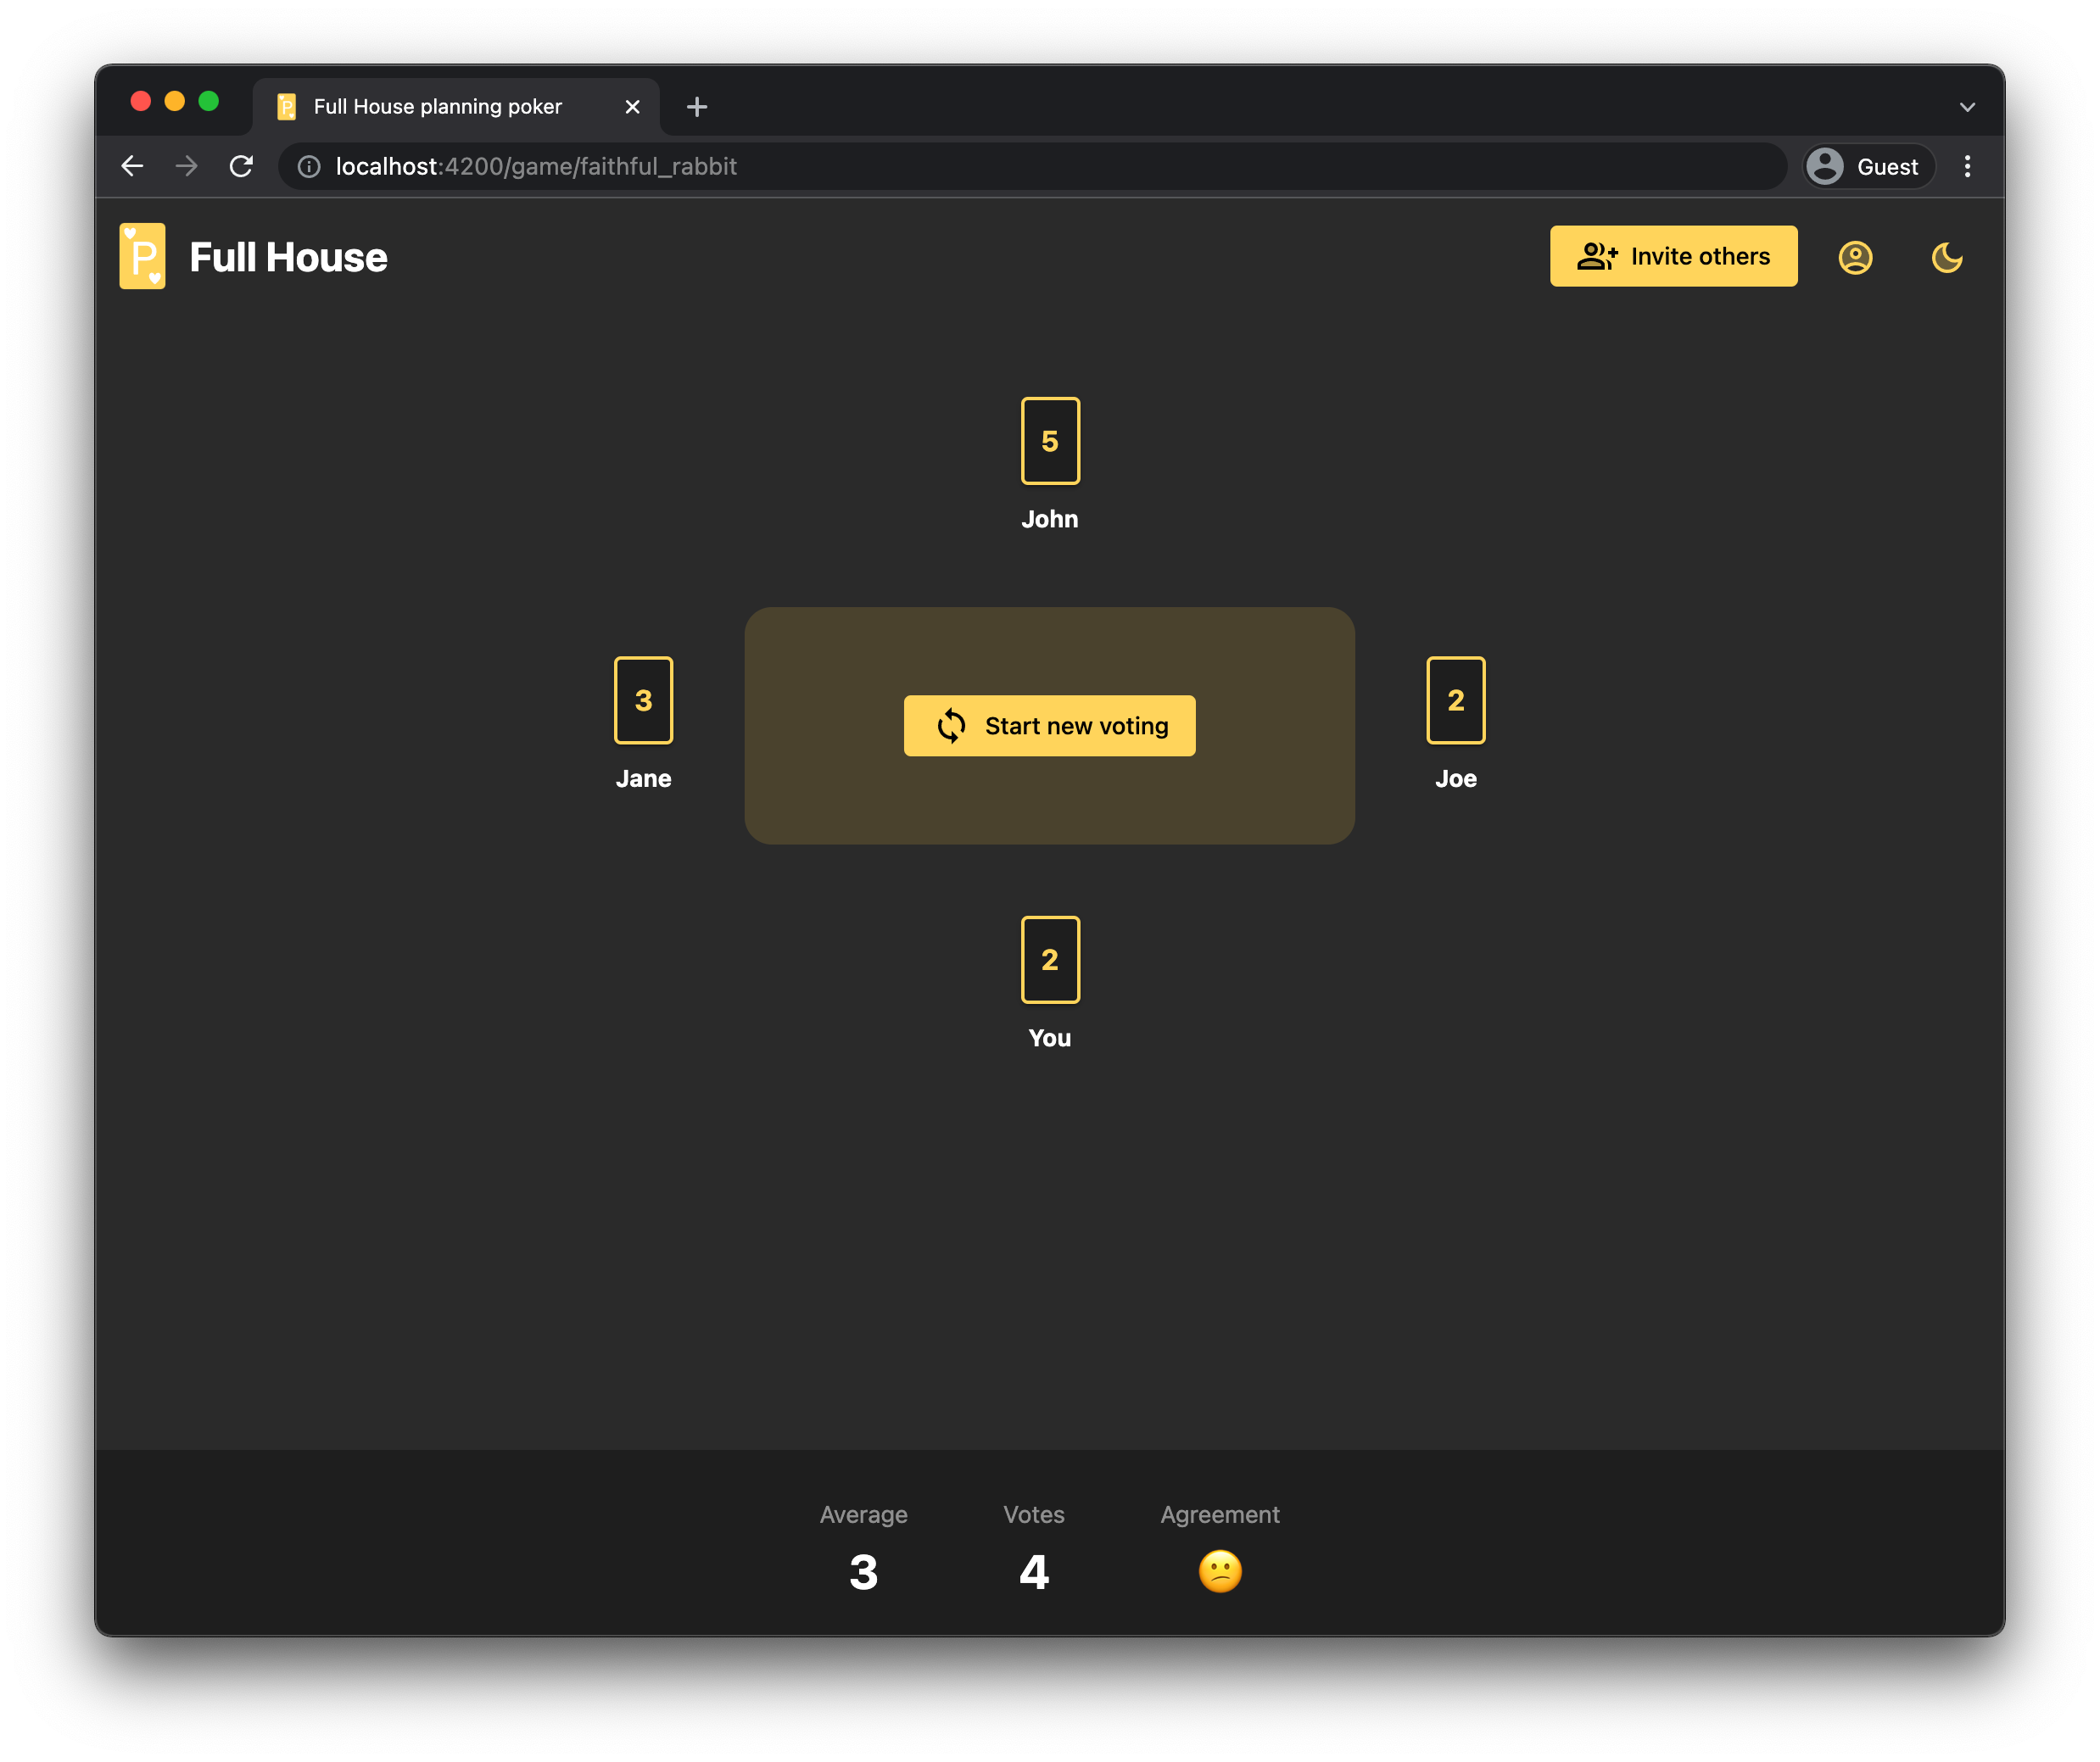 Full House planning poker
localhost:4200/game/faithful_rabbit
Guest
P
Full House
Invite others
5
John
3
Jane
Start new voting
2
Joe
2
You
Average
Votes
Agreement
3
4